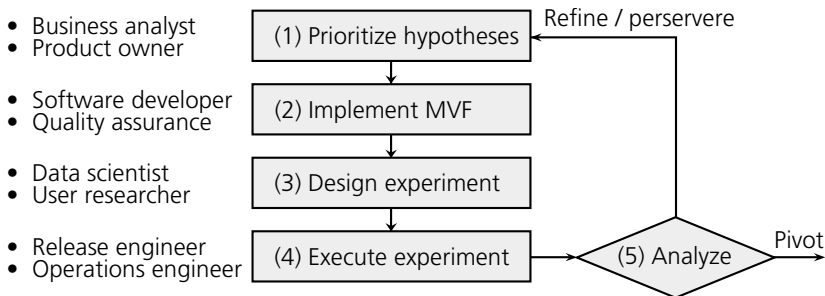 • Business analyst
• Product owner
(1) Prioritize hypotheses
Refine / perservere
• Software developer
• Quality assurance
(2) Implement MVF
• Data scientist
• User researcher
(3) Design experiment
• Release engineer
• Operations engineer
(4) Execute experiment
(5) Analyze
Pivot